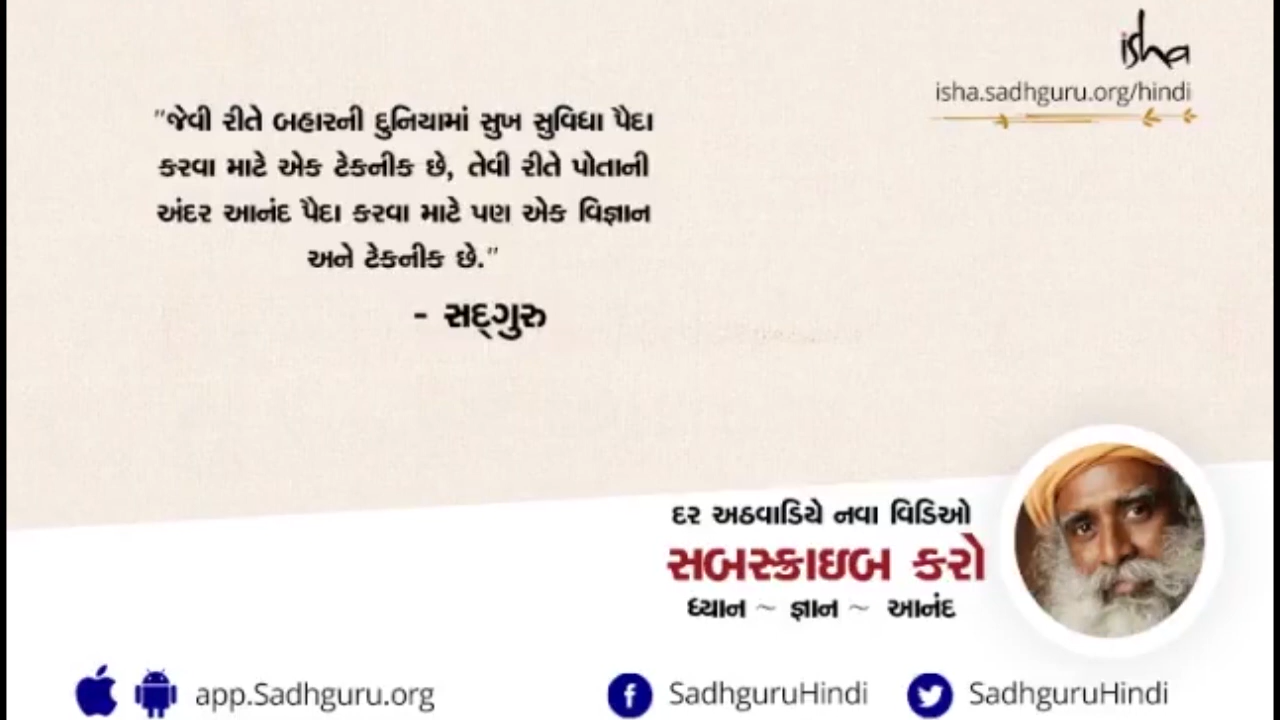 isha
isha.sadhguru.org/hindi
"જેવી રીતે બહારની દુનિયામાં સુખ સુવિધા પૈદા
કરવા માટે એક ટેકનીક છે, તેવી રીતે પોતાની
અંદર આનંદ પૈદા કરવા માટે પણ એક વિજ્ઞાન
અને ટેકનીક છે."
- સદ્‌ગુરુ
દર અઠવાડિયે નવા વિડિઓ
સબસ્ક્રાઇબ કરો
ધ્યાન ~ જ્ઞાન ~ આનંદ
app.Sadhguru.org
SadhguruHindi
SadhguruHindi